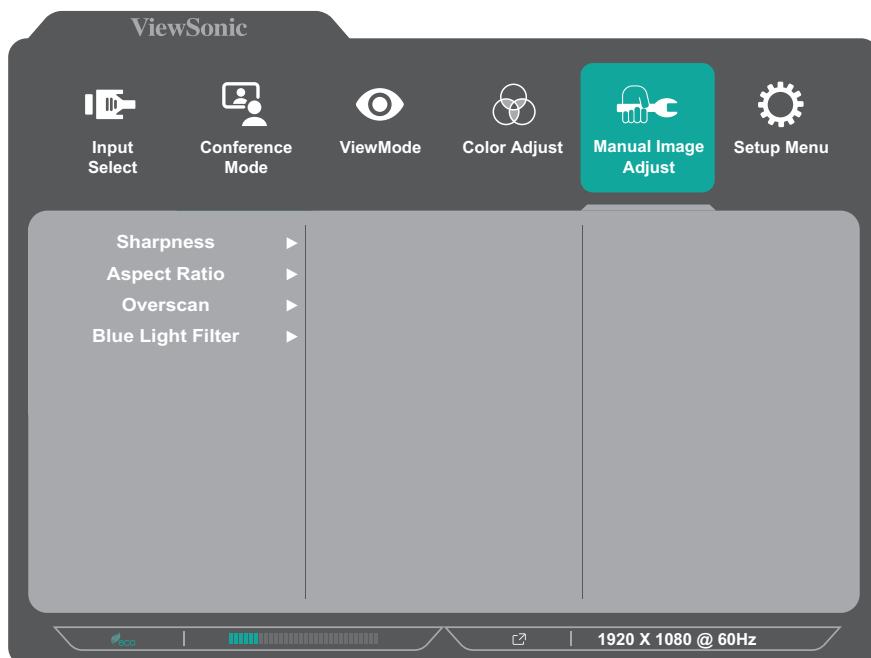 ViewSonic
Input
Select
Conference
Mode
ViewMode
Color Adjust
Manual Image
Adjust
Setup Menu
Sharpness
Aspect Ratio
Overscan
Blue Light Filter
eco
1920 X 1080 @ 60Hz